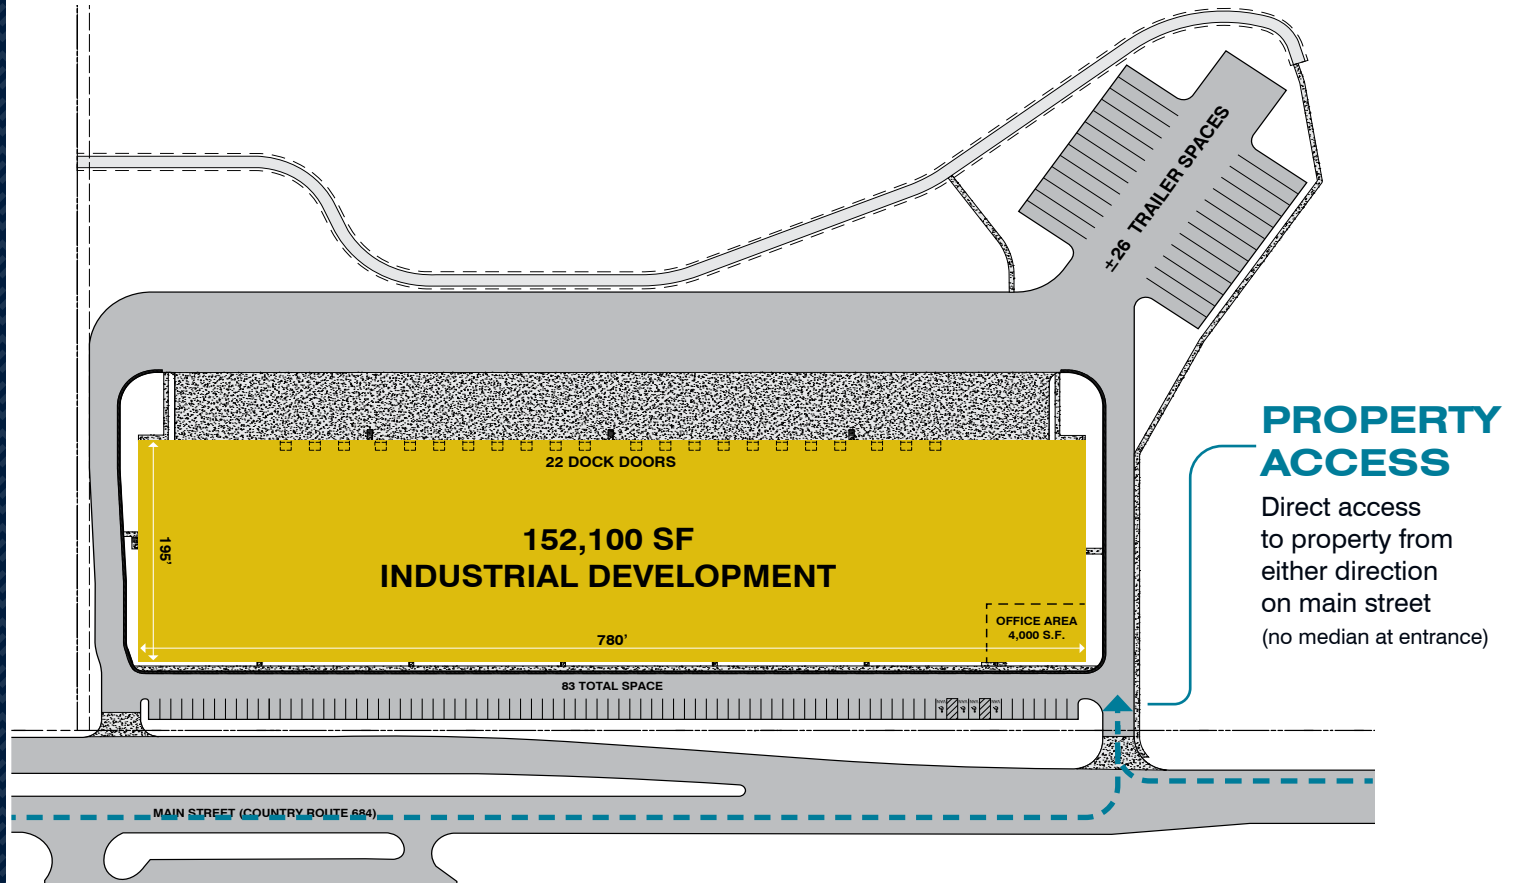 ± 26 TRAILER SPACES
PROPERTY
ACCESS
Direct access
to property from
either direction
on main street
(no median at entrance)
22 DOCK DOORS
152,100 SF
INDUSTRIAL DEVELOPMENT
195'
780'
OFFICE AREA
4,000 S.F.
83 TOTAL SPACE
MAIN STREET (COUNTRY ROUTE 684)